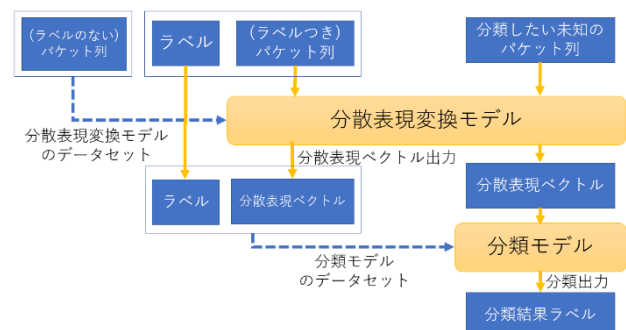 (ラベルのない)
パケット列
ラベル
(ラベルつき)
パケット列
分類したい未知の
パケット列
分散表現変換モデル
分散表現変換モデル
のデータセット
分散表現ベクトル出力
ラベル
分散表現ベクトル
分散表現ベクトル
分類モデル
分類モデル
のデータセット
分類出力
分類結果ラベル